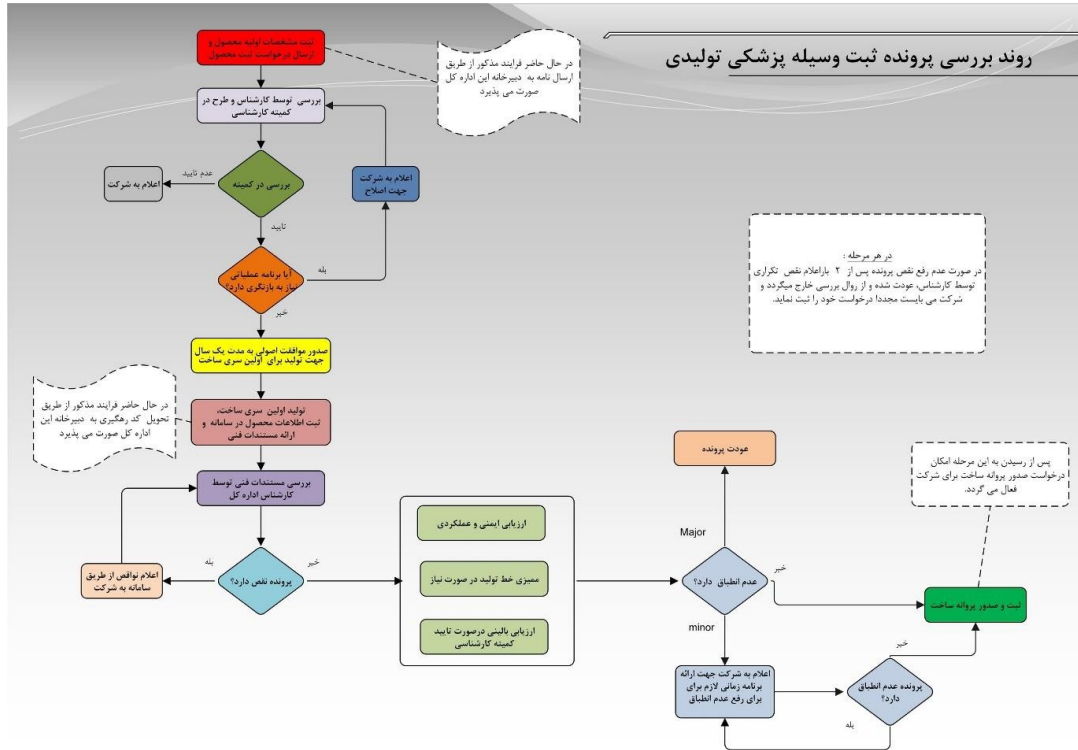 روند بررسی پرونده ثبت وسیله پزشکی تولیدی
ثبت مشخصات اولیه محصول و
ارسال درخواست ثبت محصول
در حال حاضر فرایند مذکور از طریق
ارسال نامه به دبیرخانه این اداره کل
صورت می پذیرد
بررسی توسط کارشناس و طرح در
کمیته کارشناسی
بررسی در کمیته
عدم تایید
اعلام به شرکت
تایید
اعلام به شرکت
جهت اصلاح
آیا برنامه عملیاتی
نیاز به بازنگری دارد؟
بله
خیر
در هر مرحله :
در صورت عدم رفع نقص پرونده پس از ۲ باراعلام نقص تکراری
توسط کارشناس، عودت شده و از روال بررسی خارج میگردد و
شرکت می بایست مجددا درخواست خود را ثبت نماید.
صدور موافقت اصولی به مدت یک سال
جهت تولید برای اولین سری ساخت
تولید اولین سری ساخت،
ثبت اطلاعات محصول در سامانه و
ارائه مستندات فنی
در حال حاضر فرایند مذکور از طریق
تحویل کد رهگیری به دبیرخانه این
اداره کل صورت می پذیرد
بررسی مستندات فنی توسط
کارشناس اداره کل
پرونده نقص دارد؟
بله
اعلام نواقص از طریق
سامانه به شرکت
خیر
ارزیابی ایمنی و عملکردی
ممیزی خط تولید در صورت نیاز
ارزیابی بالینی درصورت تایید
کمیته کارشناسی
عودت پرونده
Major
عدم انطباق دارد؟
خیر
minor
پس از رسیدن به این مرحله امکان
درخواست صدور پروانه ساخت برای شرکت
فعال می گردد.
ثبت و صدور پروانه ساخت
اعلام به شرکت جهت ارائه
برنامه زمانی لازم برای
برای رفع عدم انطباق
پرونده عدم انطباق
دارد؟
خیر
بله